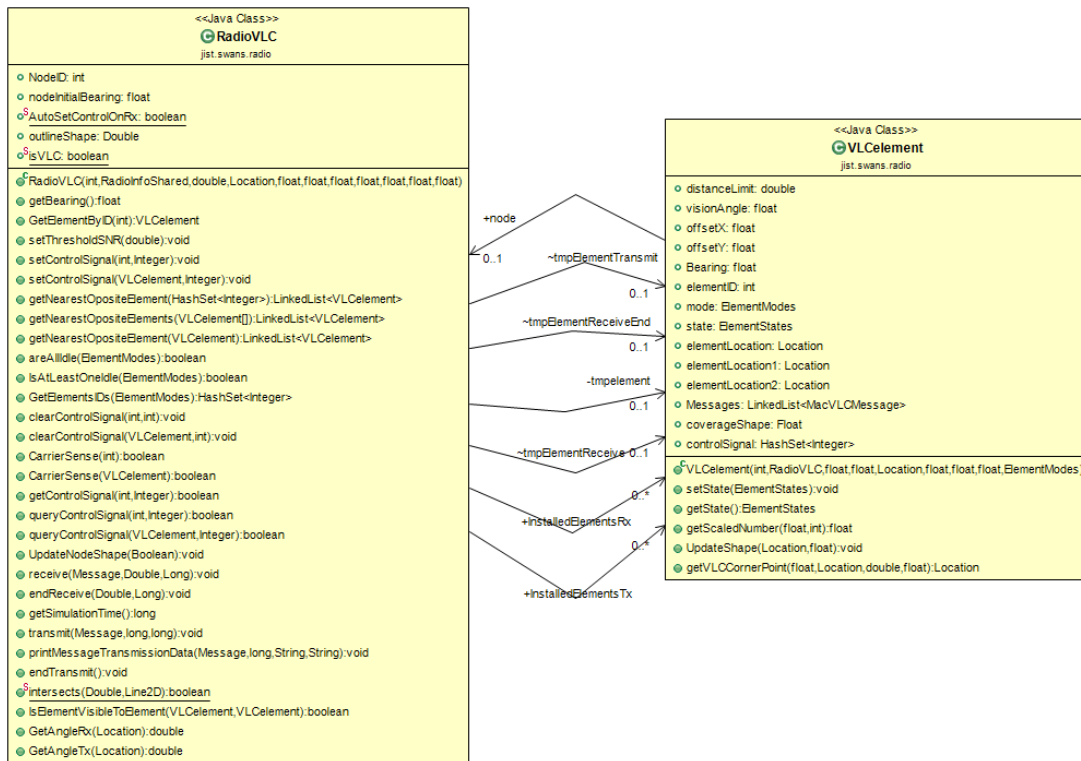 <<Java Class>>
RadioVLC
jist.swans.radio
NodeID: int
nodeInitialBearing: float
S AutoSetControlOnRx: boolean
outlineShape: Double
S isVLC: boolean
C RadioVLC(int,RadioInfoShared,double,Location,float,float,float,float,float,float,float)
getBearing():float
GetElementByID(int):VLCelement
setThresholdSNR(double):void
setControlSignal(int,Integer):void
setControlSignal(VLCelement,Integer):void
getNearestOpositeElement(HashSet<Integer>):LinkedList<VLCelement>
getNearestOpositeElements(VLCelement[]):LinkedList<VLCelement>
getNearestOpositeElement(VLCelement):LinkedList<VLCelement>
areAllIdle(ElementModes):boolean
IsAtLeastOneIdle(ElementModes):boolean
GetElementsIDs(ElementModes):HashSet<Integer>
clearControlSignal(int,int):void
clearControlSignal(VLCelement,int):void
CarrierSense(int):boolean
CarrierSense(VLCelement):boolean
getControlSignal(int,Integer):boolean
queryControlSignal(int,Integer):boolean
queryControlSignal(VLCelement,Integer):boolean
UpdateNodeShape(Boolean):void
receive(Message,Double,Long):void
endReceive(Double,Long):void
getSimulationTime():long
transmit(Message,long,long):void
printMessageTransmissionData(Message,long,String,String):void
endTransmit():void
S intersects(Double,Line2D):boolean
IsElementVisibleToElement(VLCelement,VLCelement):boolean
GetAngleRx(Location):double
GetAngleTx(Location):double
+node
0..1
~tmpElementTransmit
0..1
~tmpElementReceiveEnd
0..1
-tmpelement
0..1
~tmpElementReceive
0..1
+InstalledElementsRx
0..*
+InstalledElementsTx
0..*
<<Java Class>>
C VLCelement
jist.swans.radio
distanceLimit: double
visionAngle: float
offsetX: float
offsetY: float
Bearing: float
elementID: int
mode: ElementModes
state: ElementStates
elementLocation: Location
elementLocation1: Location
elementLocation2: Location
Messages: LinkedList<MacVLCMessage>
coverageShape: Float
controlSignal: HashSet<Integer>
C VLCelement(int,RadioVLC,float,float,Location,float,float,float,ElementModes)
setState(ElementStates):void
getState():ElementStates
getScaledNumber(float,int):float
UpdateShape(Location,float):void
getVLCCornerPoint(float,Location,double,float):Location